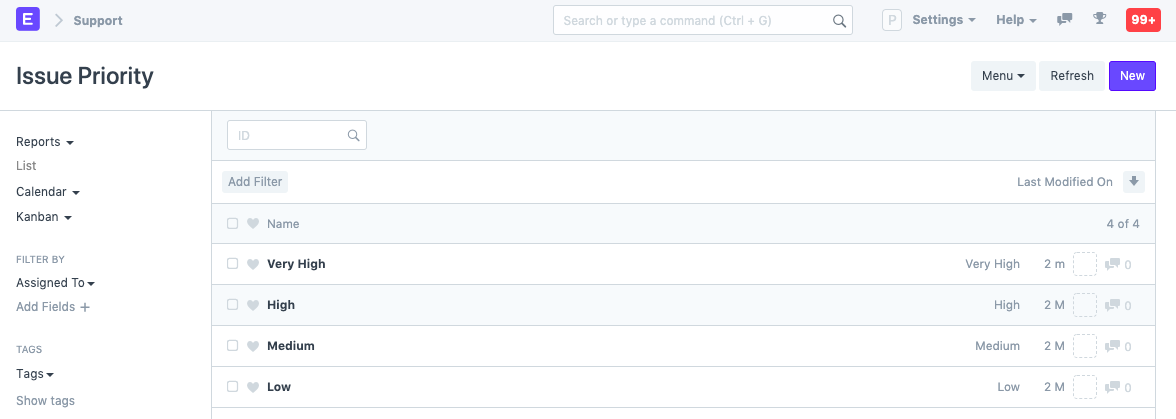 E Support Search or type a command (Ctrl + G) P Settings Help 99+
Issue Priority Menu Refresh New
ID
Reports
List
Calendar
Kanban
FILTER BY
Assigned To
Add Fields +
TAGS
Tags
Show tags
Add Filter Last Modified On
Name 4 of 4
Very High Very High 2 m 0
High High 2 M 0
Medium Medium 2 M 0
Low Low 2 M 0